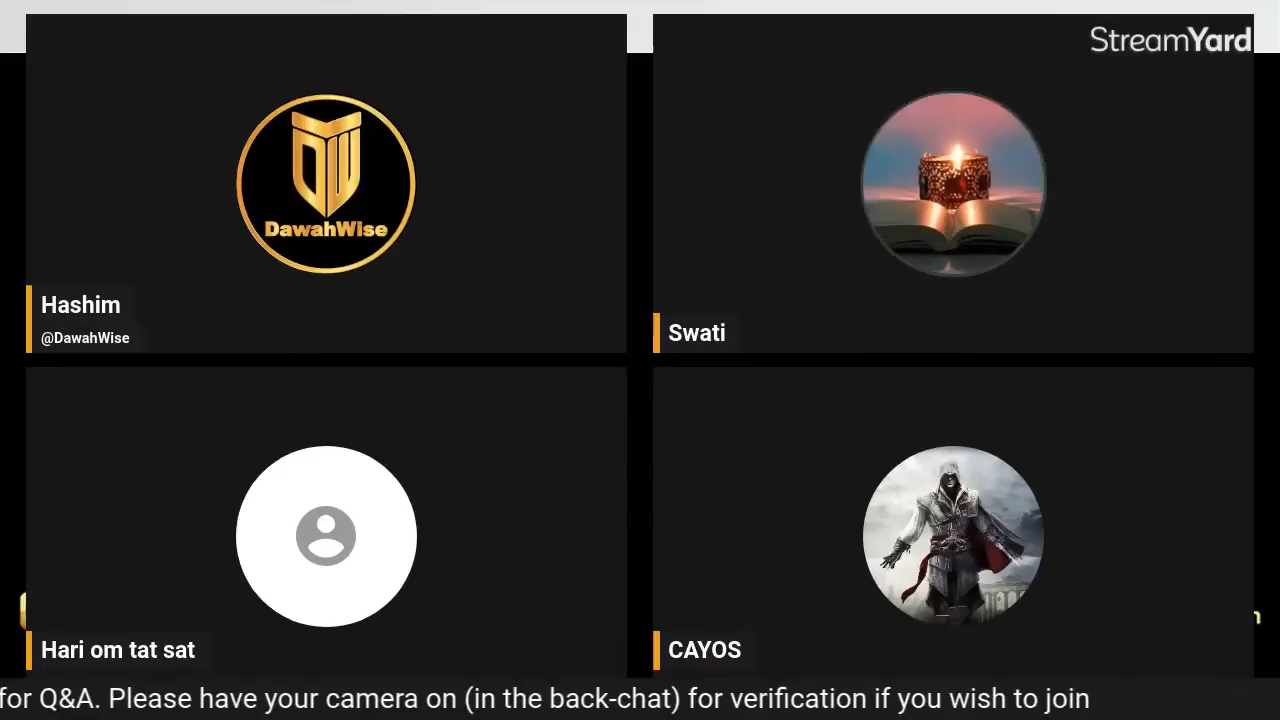 StreamYard
DW
DawahWise
Hashim
@DawahWise
Swati
Hari om tat sat
CAYOS
for Q&A. Please have your camera on (in the back-chat) for verification if you wish to join